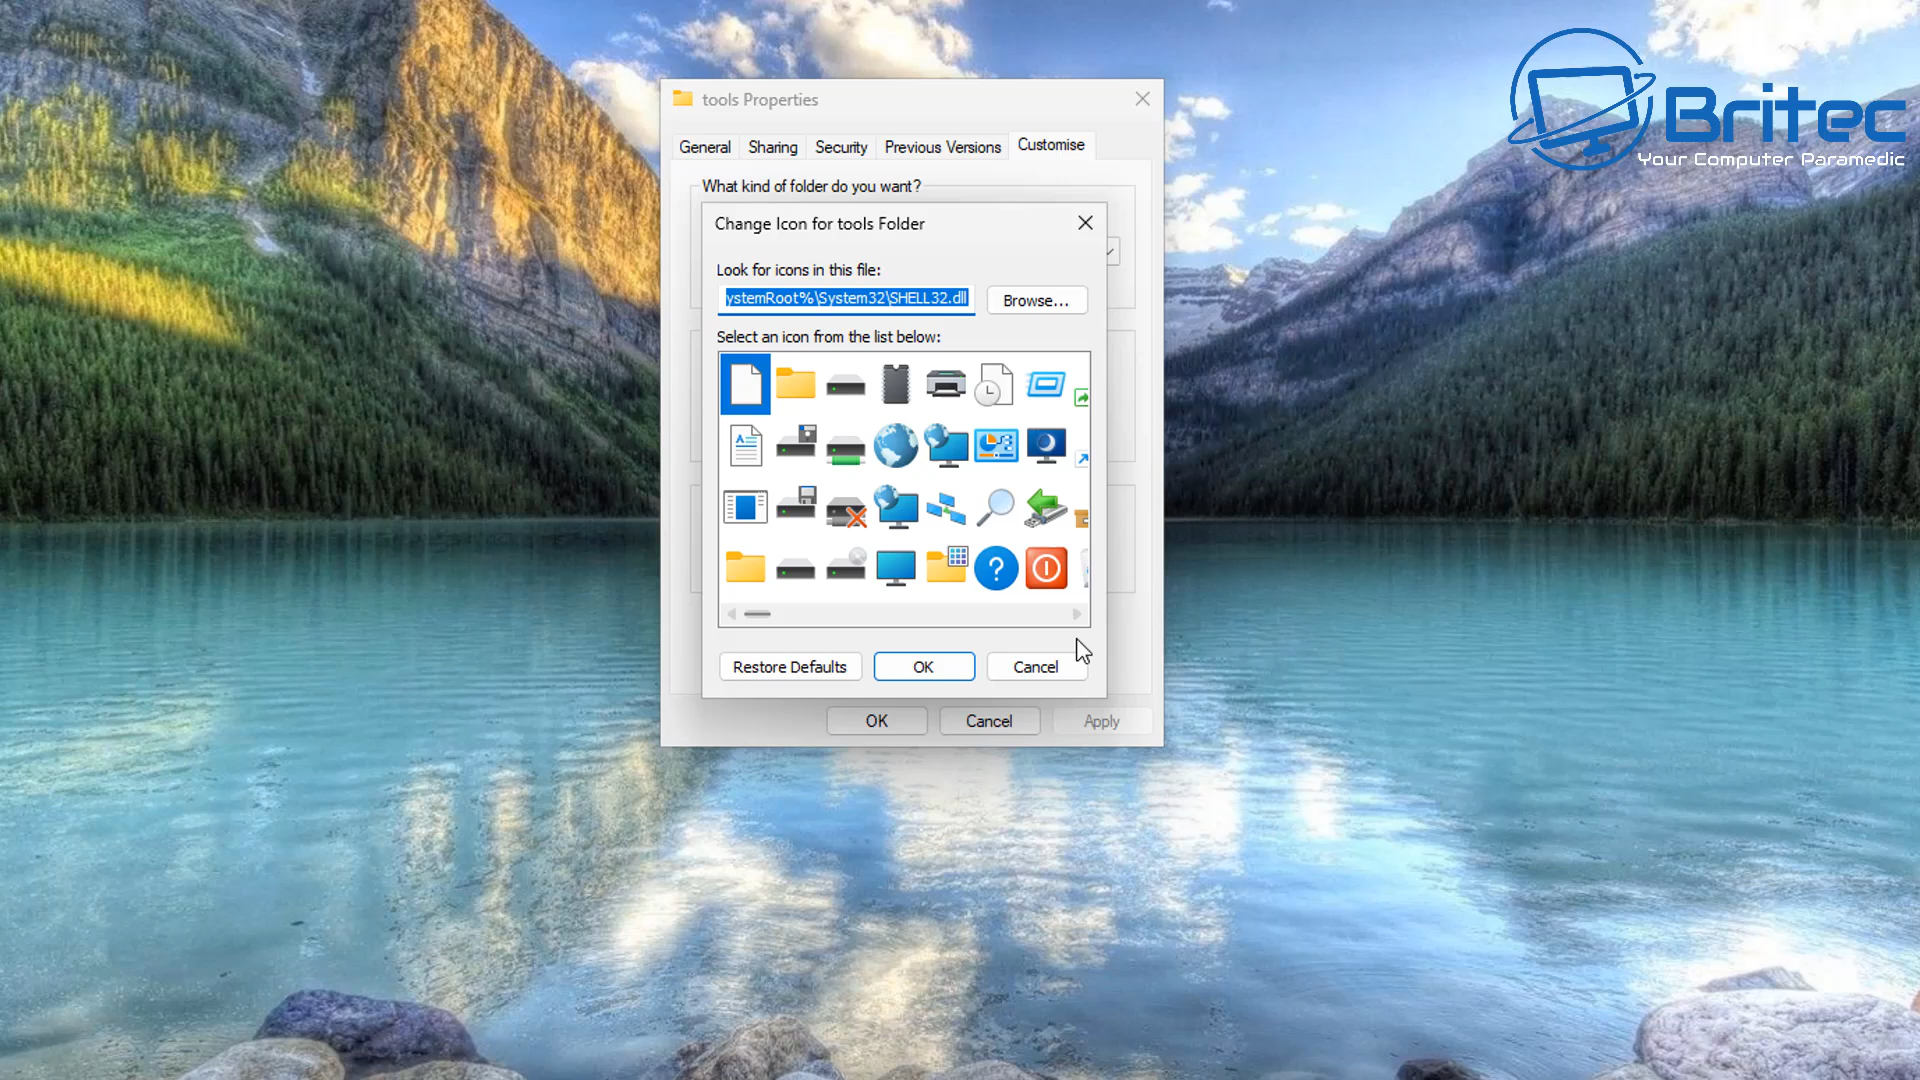 Britec
Your Computer Paramedic
tools Properties
General Sharing Security Previous Versions Customise
What kind of folder do you want?
Change Icon for tools Folder
Look for icons in this file:
ystemRoot%\System32\SHELL32.dll
Browse...
Select an icon from the list below:
Restore Defaults OK Cancel
OK Cancel Apply